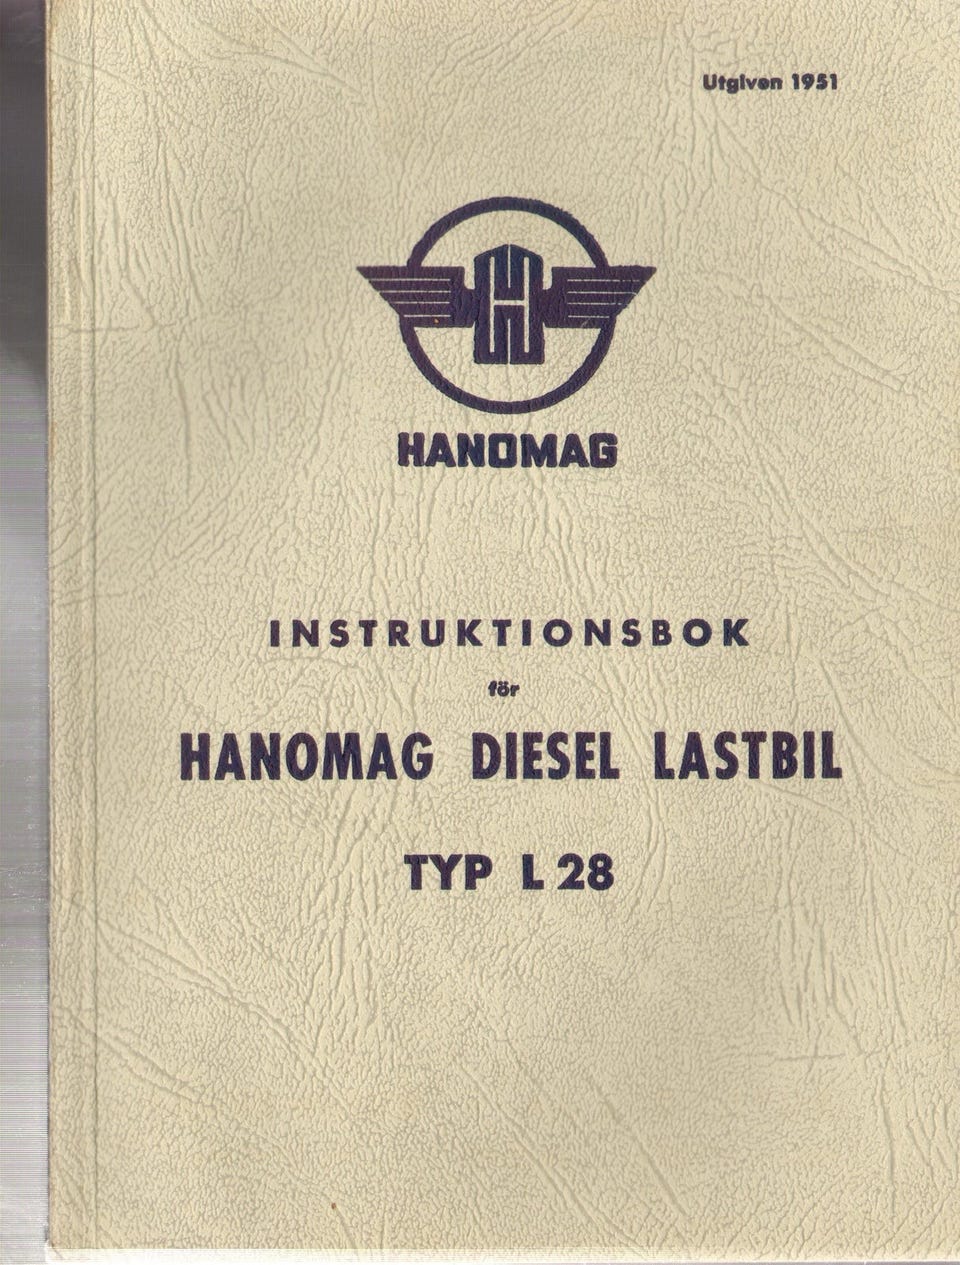 Utgiven 1951
H
HANOMAG
INSTRUKTIONSBOK
för
HANOMAG DIESEL LASTBIL
TYP L 28